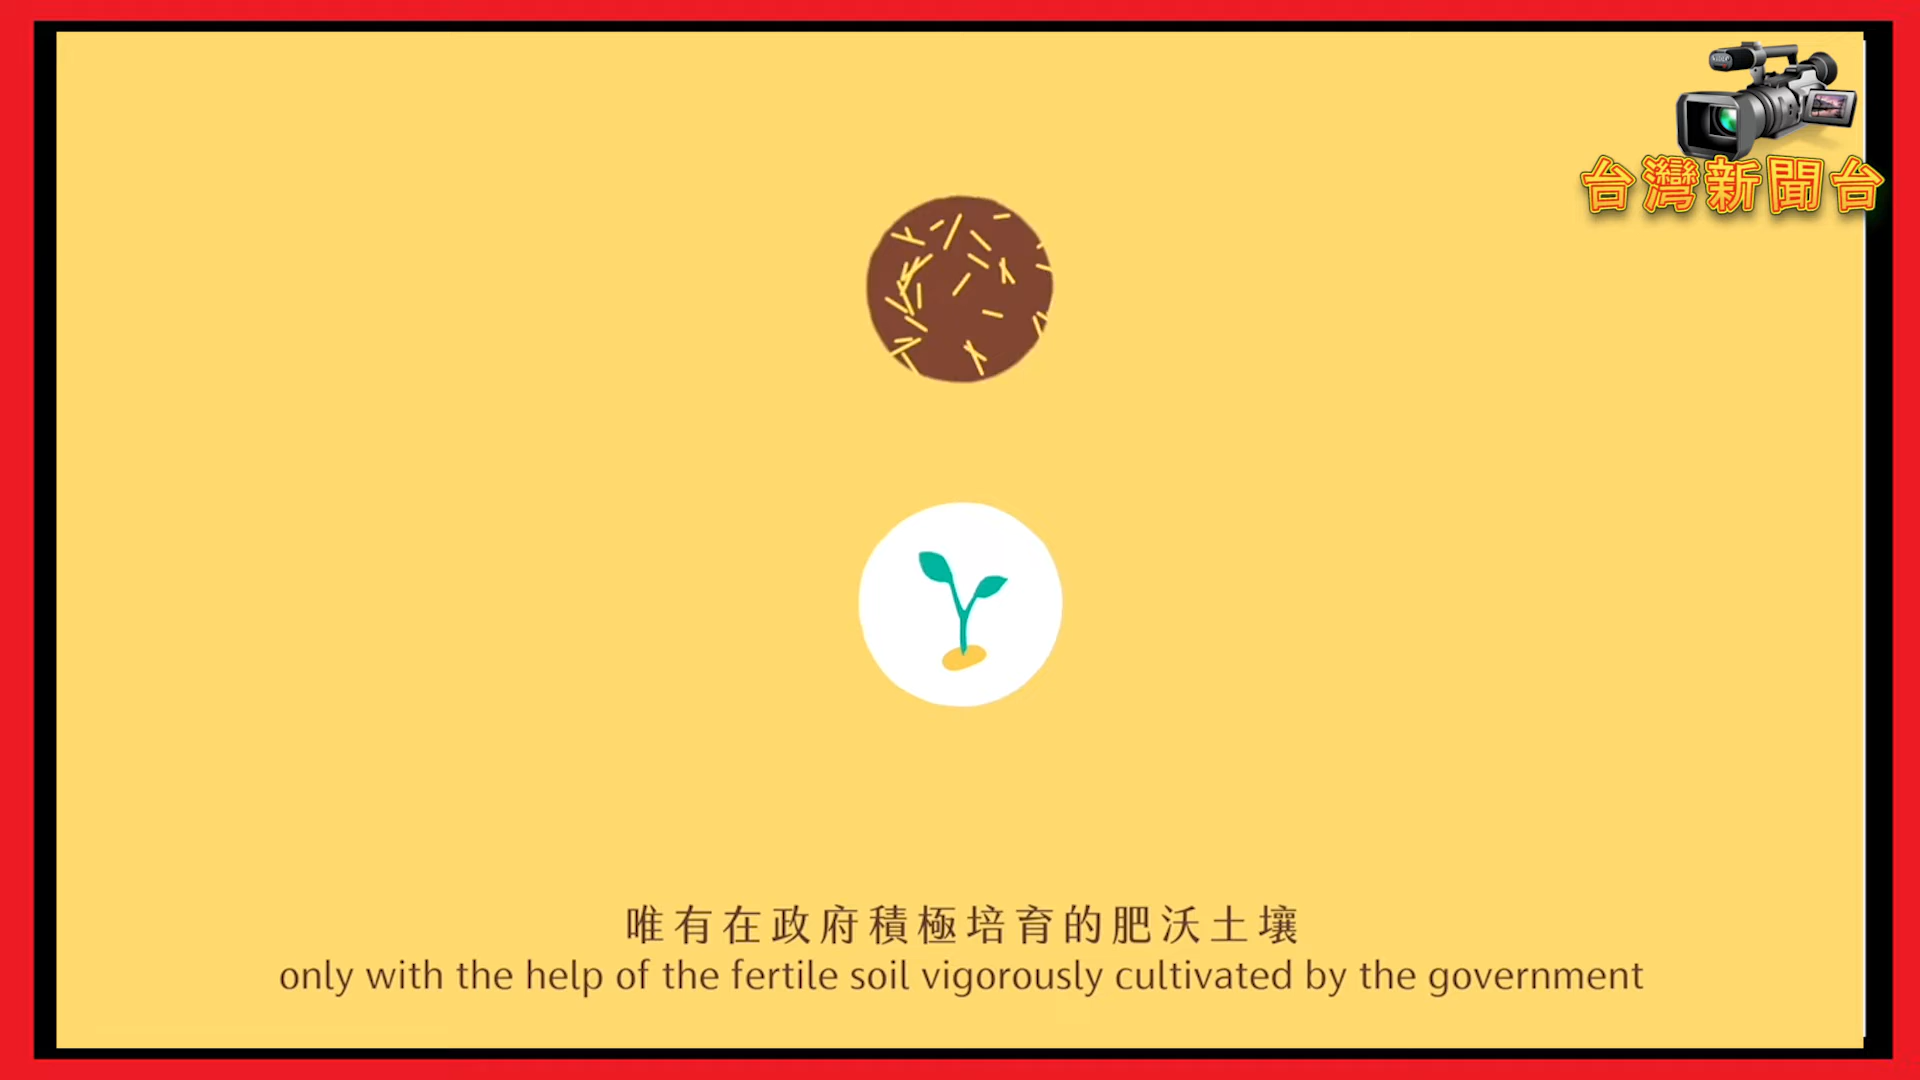 台灣新聞台
唯有在政府積極培育的肥沃土壤
only with the help of the fertile soil vigorously cultivated by the government